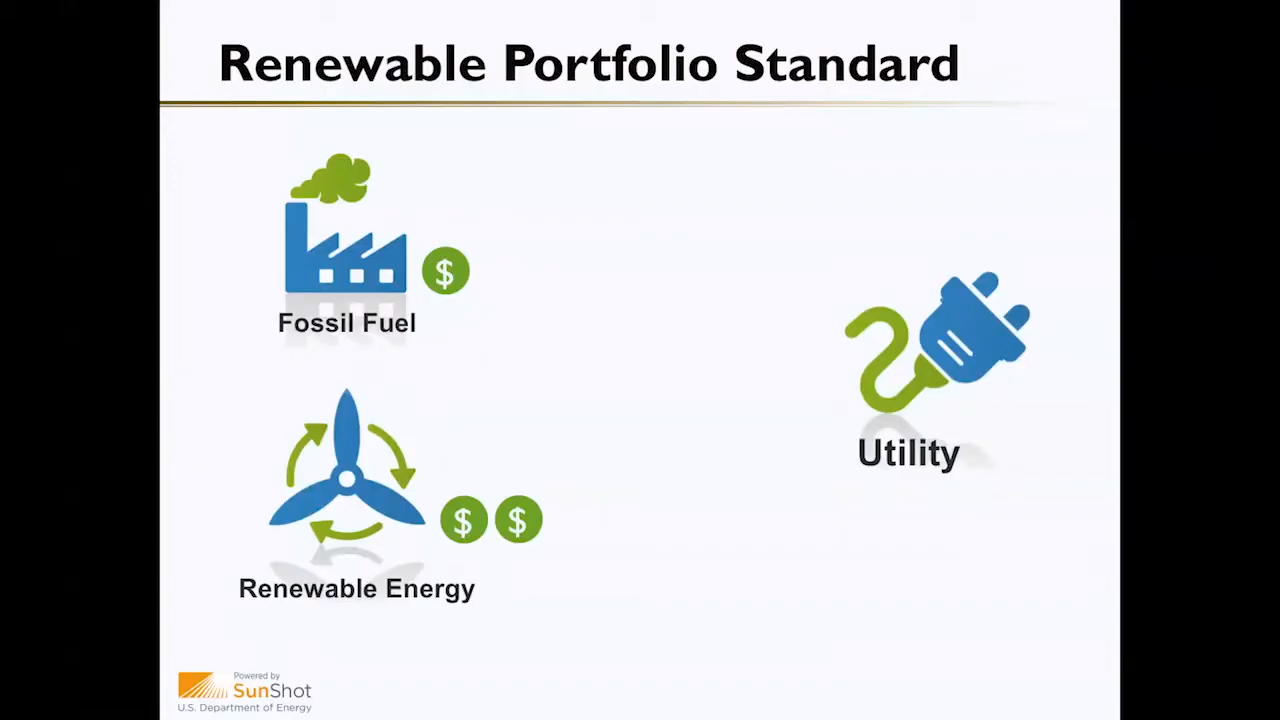 Renewable Portfolio Standard
$
Fossil Fuel
Utility
$ $
Renewable Energy
Powered by
SunShot
U.S. Department of Energy